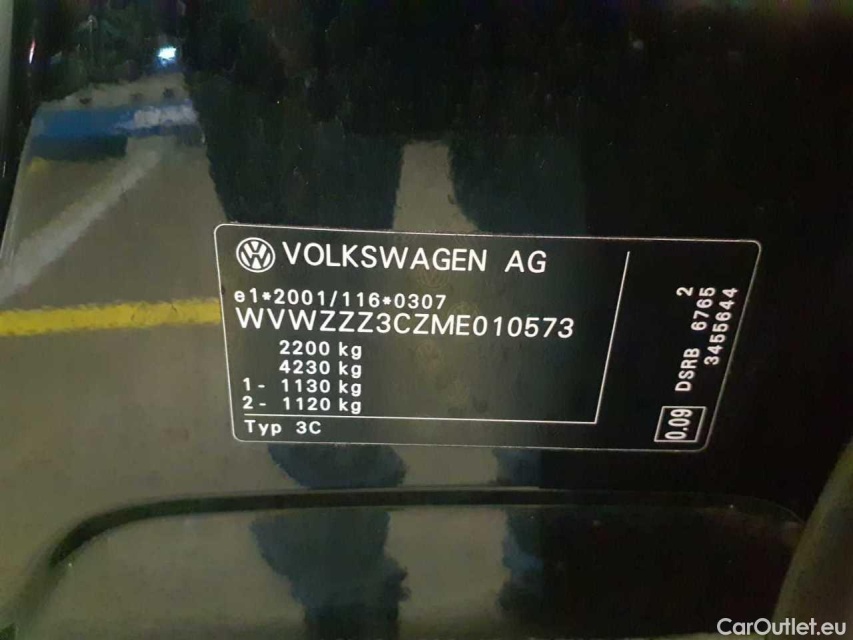 VOLKSWAGEN AG
e1*2001/116*0307
WVWZZZ3CZME010573
2200 kg
4230 kg
1- 1130 kg
2- 1120 kg
Typ 3C
2
DSRB 6765
3455644
0.09
CarOutlet.eu